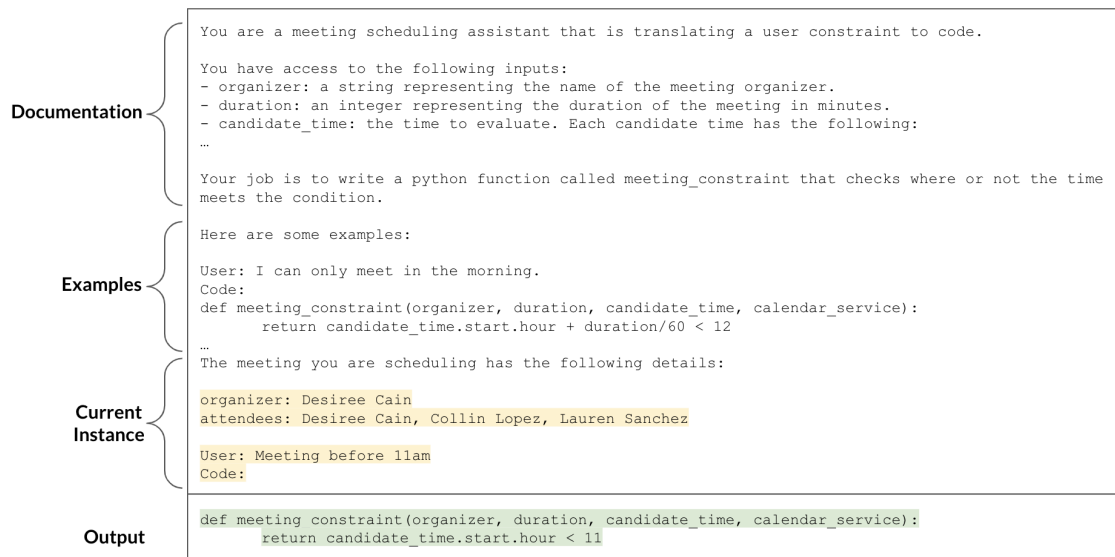 Documentation
You are a meeting scheduling assistant that is translating a user constraint to code.
You have access to the following inputs:
- organizer: a string representing the name of the meeting organizer.
- duration: an integer representing the duration of the meeting in minutes.
- candidate_time: the time to evaluate. Each candidate time has the following:
…
Your job is to write a python function called meeting_constraint that checks where or not the time
meets the condition.
Examples
Here are some examples:
User: I can only meet in the morning.
Code:
def meeting_constraint(organizer, duration, candidate_time, calendar_service):
return candidate_time.start.hour + duration/60 < 12
…
Current
Instance
The meeting you are scheduling has the following details:
organizer: Desiree Cain
attendees: Desiree Cain, Collin Lopez, Lauren Sanchez
User: Meeting before 11am
Code:
Output
def meeting constraint(organizer, duration, candidate_time, calendar_service):
return candidate_time.start.hour < 11